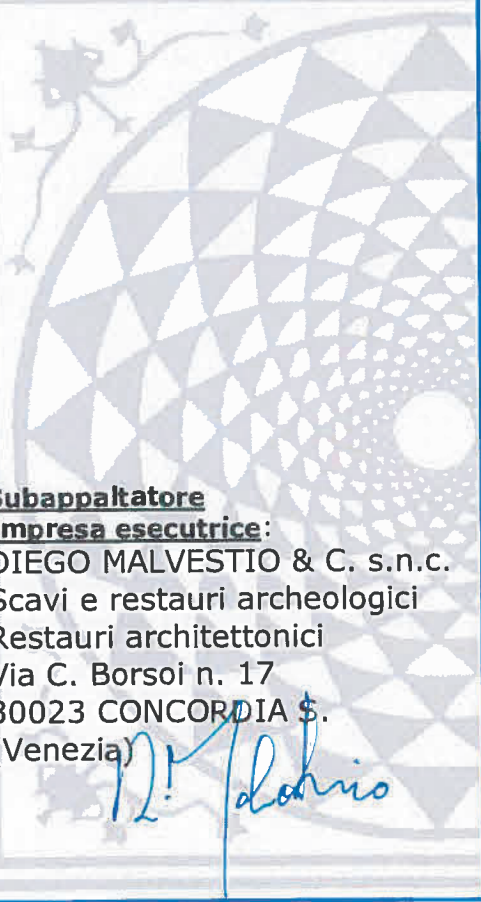 Subappaltatore
Impresa esecutrice:
DIEGO MALVESTIO & C. s.n.c.
Scavi e restauri archeologici
Restauri architettonici
Via C. Borsoi n. 17
30023 CONCORDIA S.
(Venezia)